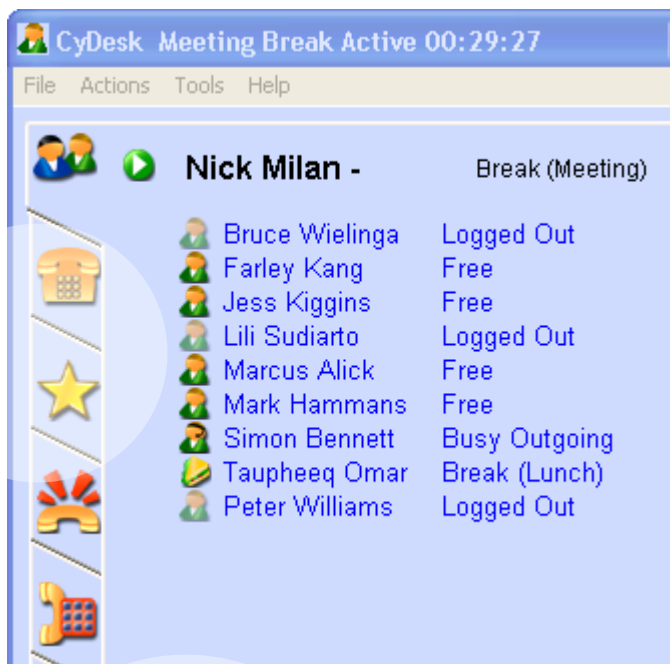 CyDesk Meeting Break Active 00:29:27
File Actions Tools Help
Nick Milan - Break (Meeting)
Bruce Wielinga Logged Out
Farley Kang Free
Jess Kiggins Free
Lili Sudiarto Logged Out
Marcus Alick Free
Mark Hammans Free
Simon Bennett Busy Outgoing
Taupheeq Omar Break (Lunch)
Peter Williams Logged Out